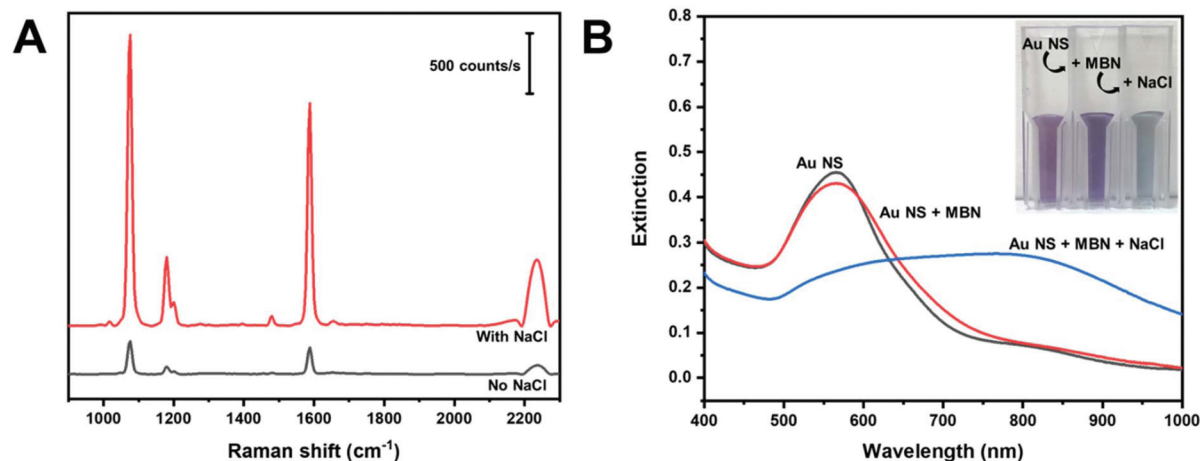 A
500 counts/s
With NaCl
No NaCl
1000 1200 1400 1600 1800 2000 2200
Raman shift (cm⁻¹)
B
0.8
0.7
0.6
0.5
0.4
0.3
0.2
0.1
0.0
Extinction
Au NS
+ MBN
+ NaCl
Au NS
Au NS + MBN
Au NS + MBN + NaCl
400 500 600 700 800 900 1000
Wavelength (nm)